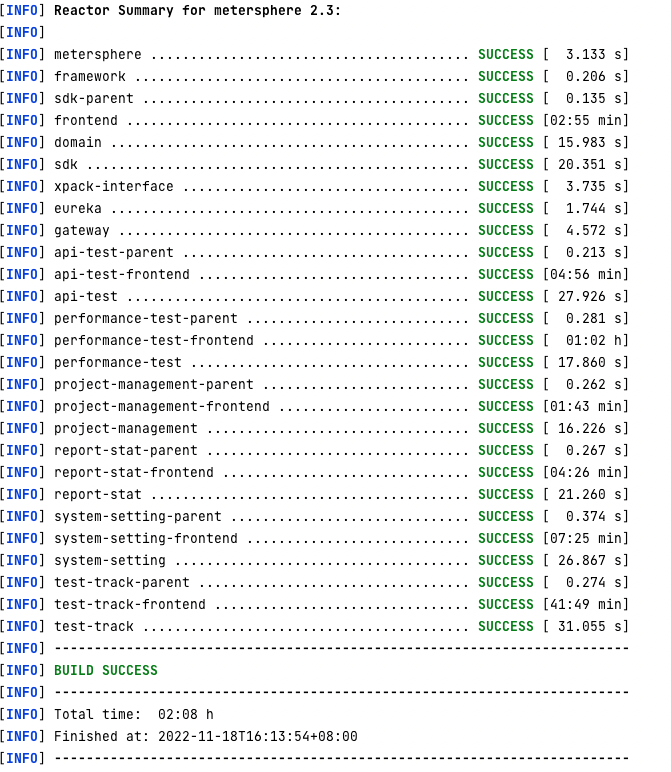 [INFO] Reactor Summary for metersphere 2.3:
[INFO]
[INFO] metersphere ........................................ SUCCESS [  3.133 s]
[INFO] framework .......................................... SUCCESS [  0.206 s]
[INFO] sdk-parent ......................................... SUCCESS [  0.135 s]
[INFO] frontend ........................................... SUCCESS [02:55 min]
[INFO] domain ............................................. SUCCESS [ 15.983 s]
[INFO] sdk ................................................ SUCCESS [ 20.351 s]
[INFO] xpack-interface .................................... SUCCESS [  3.735 s]
[INFO] eureka ............................................. SUCCESS [  1.744 s]
[INFO] gateway ............................................ SUCCESS [  4.572 s]
[INFO] api-test-parent .................................... SUCCESS [  0.213 s]
[INFO] api-test-frontend .................................. SUCCESS [04:56 min]
[INFO] api-test ........................................... SUCCESS [ 27.926 s]
[INFO] performance-test-parent ............................ SUCCESS [  0.281 s]
[INFO] performance-test-frontend .......................... SUCCESS [  01:02 h]
[INFO] performance-test ................................... SUCCESS [ 17.860 s]
[INFO] project-management-parent .......................... SUCCESS [  0.262 s]
[INFO] project-management-frontend ........................ SUCCESS [01:43 min]
[INFO] project-management ................................. SUCCESS [ 16.226 s]
[INFO] report-stat-parent ................................. SUCCESS [  0.267 s]
[INFO] report-stat-frontend ............................... SUCCESS [04:26 min]
[INFO] report-stat ........................................ SUCCESS [ 21.260 s]
[INFO] system-setting-parent .............................. SUCCESS [  0.374 s]
[INFO] system-setting-frontend ............................ SUCCESS [07:25 min]
[INFO] system-setting ..................................... SUCCESS [ 26.867 s]
[INFO] test-track-parent .................................. SUCCESS [  0.274 s]
[INFO] test-track-frontend ................................ SUCCESS [41:49 min]
[INFO] test-track ......................................... SUCCESS [ 31.055 s]
[INFO] ------------------------------------------------------------------------
[INFO] BUILD SUCCESS
[INFO] ------------------------------------------------------------------------
[INFO] Total time:  02:08 h
[INFO] Finished at: 2022-11-18T16:13:54+08:00
[INFO] ------------------------------------------------------------------------